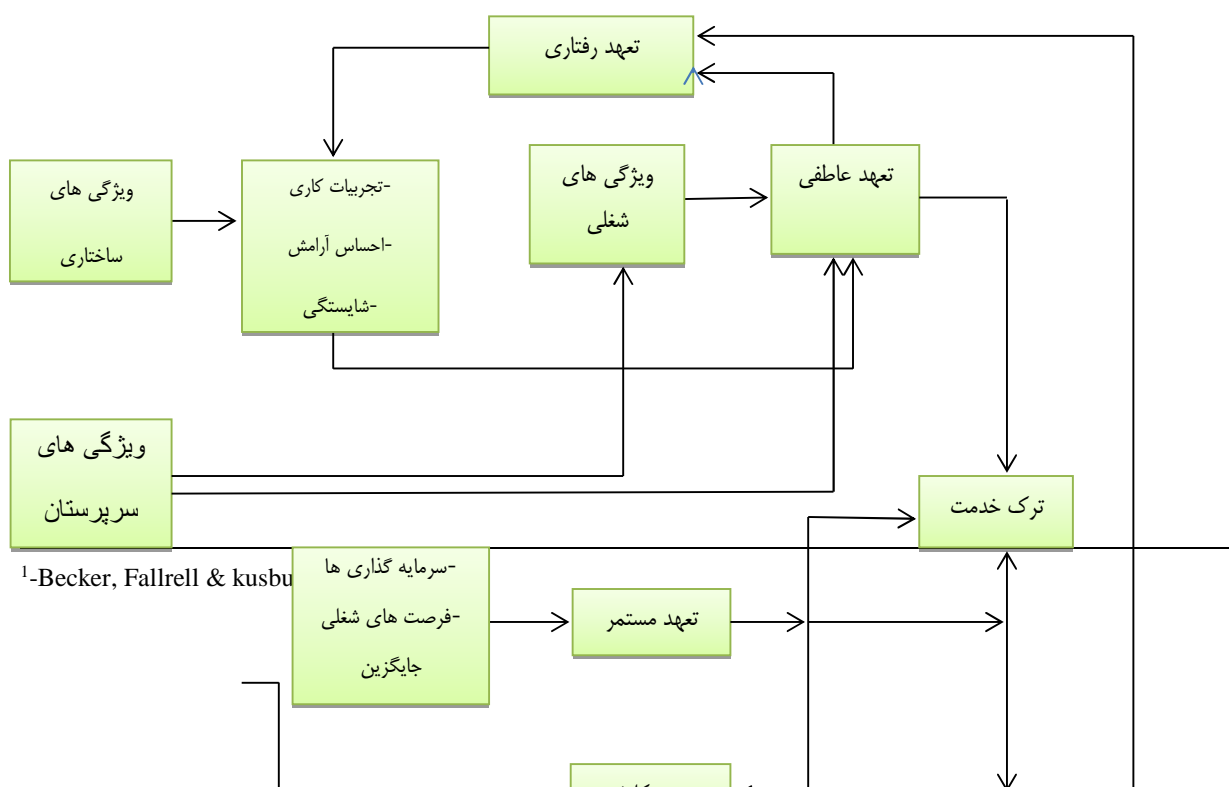 تعهد رفتاری
ویژگی های
ساختاری
-تجربیات کاری
-احساس آرامش
-شایستگی
ویژگی های
شغلی
تعهد عاطفی
ویژگی های
سرپرستان
ترک خدمت
1-Becker, Fallrell &
-سرمایه گذاری ها
-فرصت های شغلی
جایگزین
تعهد مستمر